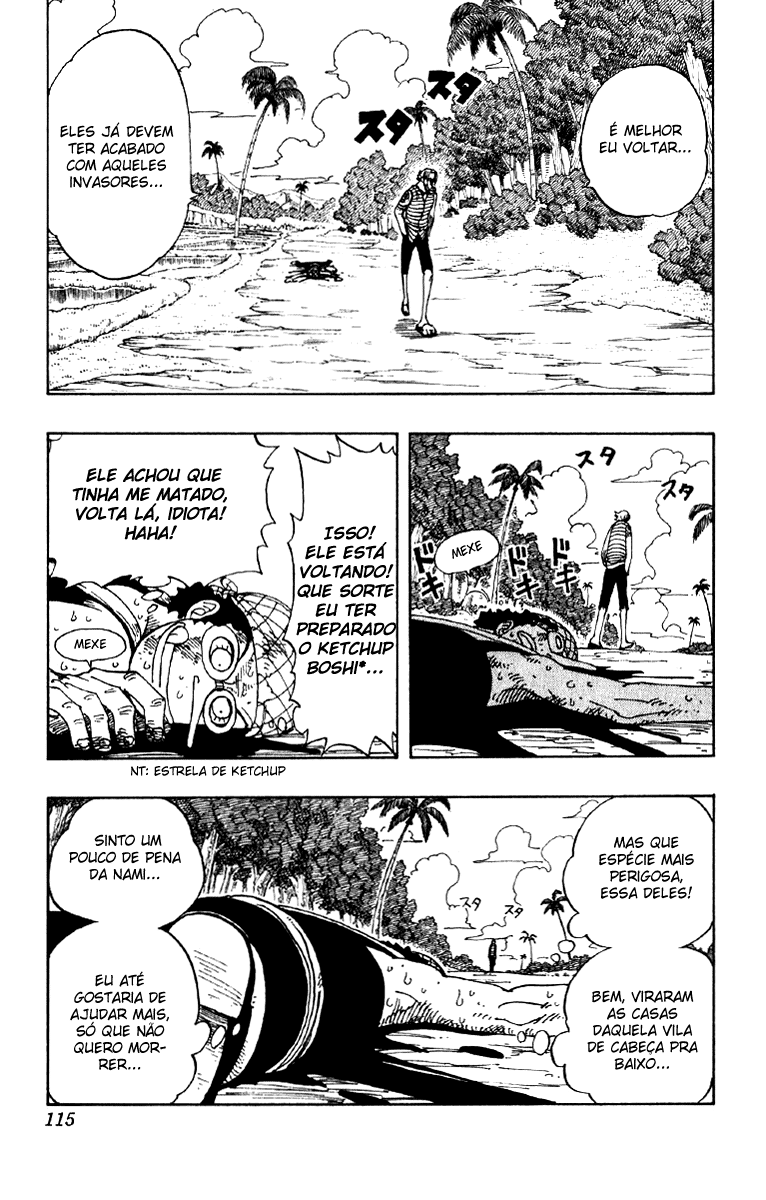 É MELHOR
EU VOLTAR...
ELES JÁ DEVEM
TER ACABADO
COM AQUELES
INVASORES...
スタ
スタ
スタ
スタ
MEXE
ドキ
ドキ
ISSO!
ELE ESTÁ
VOLTANDO!
QUE SORTE
EU TER
PREPARADO
O KETCHUP
BOSHI*...
ELE ACHOU QUE
TINHA ME MATADO,
VOLTA LÁ, IDIOTA!
HAHA!
MEXE
NT: ESTRELA DE KETCHUP
MAS QUE
ESPÉCIE MAIS
PERIGOSA,
ESSA DELES!
スタ
スタ
BEM, VIRARAM
AS CASAS
DAQUELA VILA
DE CABEÇA PRA
BAIXO...
SINTO UM
POUCO DE PENA
DA NAMI...
EU ATÉ
GOSTARIA DE
AJUDAR MAIS,
SÓ QUE NÃO
QUERO MOR-
RER...
115